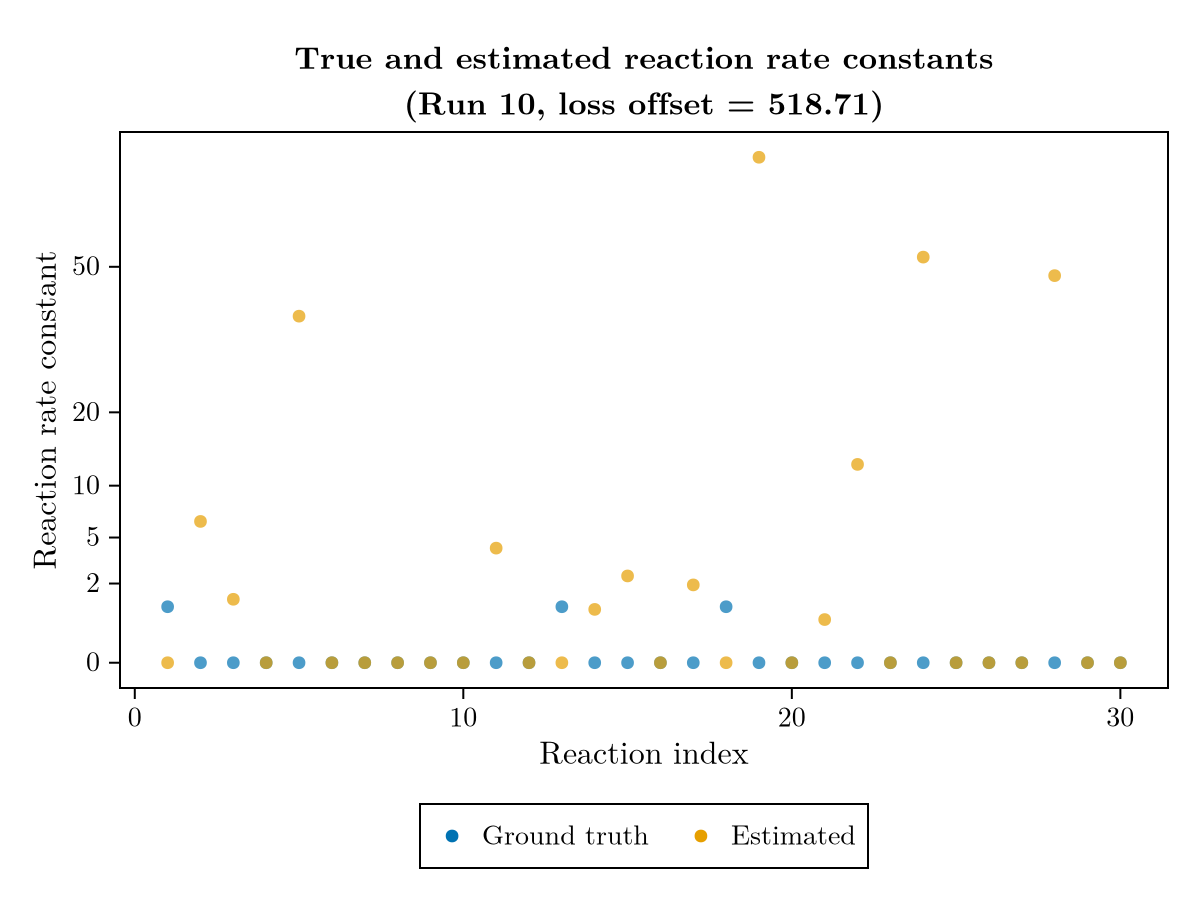 True and estimated reaction rate constants
(Run 10, loss offset = 518.71)
Reaction rate constant
50
20
10
5
2
0
0 10 20 30
Reaction index
Ground truth Estimated